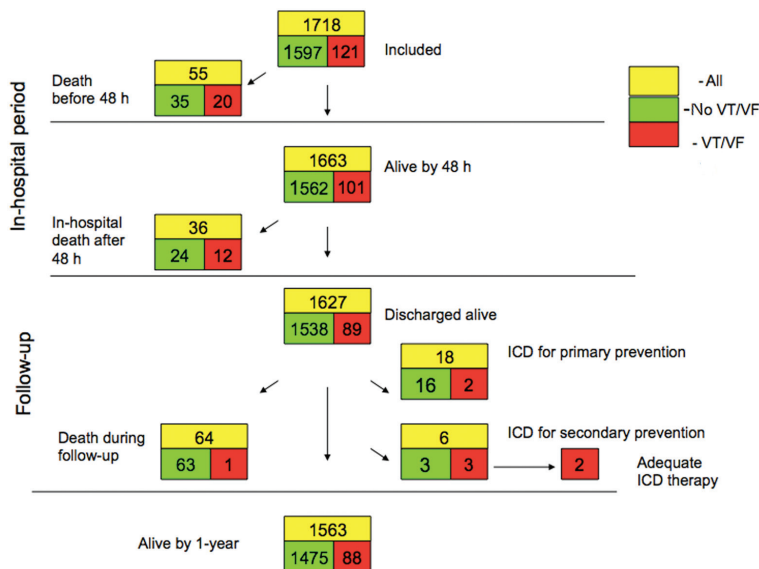 1718
1597 121
Included
Death
before 48 h
55
35 20
- All
-No VT/VF
- VT/VF
In-hospital period
1663
1562 101
Alive by 48 h
In-hospital
death after
48 h
36
24 12
1627
1538 89
Discharged alive
Follow-up
18
16 2
ICD for primary prevention
Death during
follow-up
64
63 1
6
3 3
ICD for secondary prevention
2
Adequate
ICD therapy
Alive by 1-year
1563
1475 88